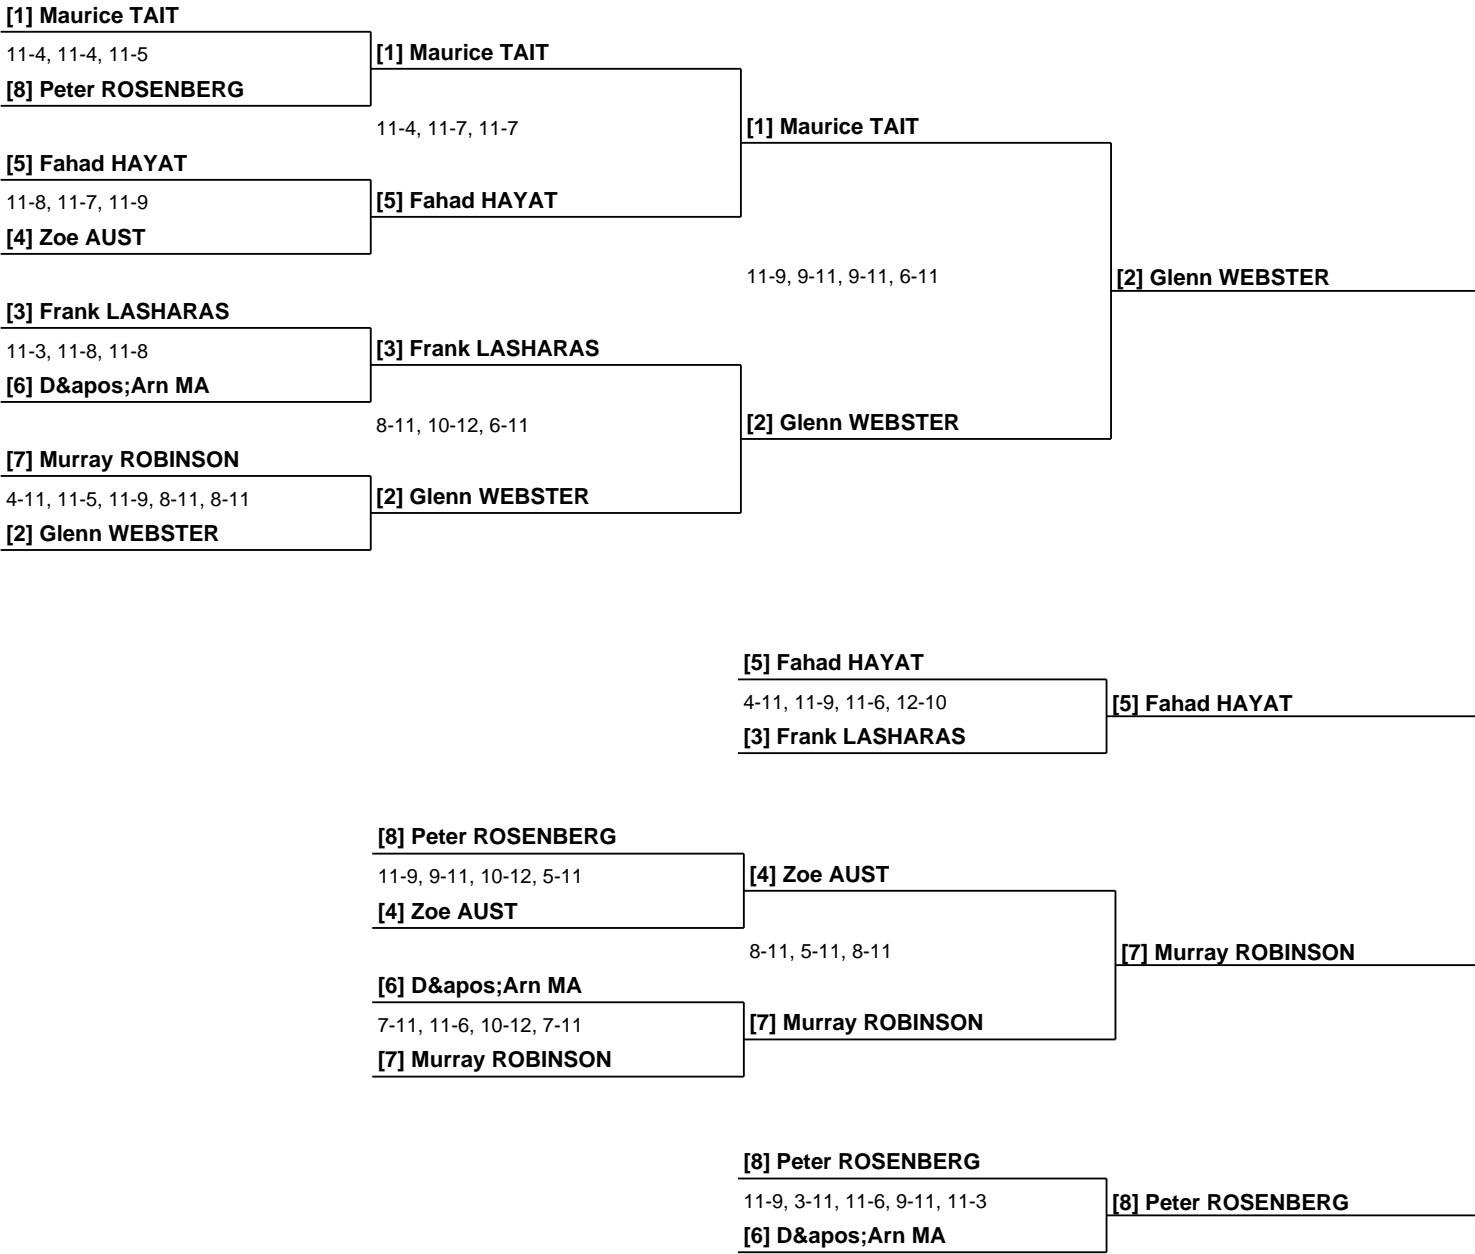 [1] Maurice TAIT
11-4, 11-4, 11-5
[8] Peter ROSENBERG
[1] Maurice TAIT
11-4, 11-7, 11-7
[1] Maurice TAIT
[5] Fahad HAYAT
11-8, 11-7, 11-9
[4] Zoe AUST
[5] Fahad HAYAT
11-9, 9-11, 9-11, 6-11
[2] Glenn WEBSTER
[3] Frank LASHARAS
11-3, 11-8, 11-8
[6] D&apos;Arn MA
[3] Frank LASHARAS
8-11, 10-12, 6-11
[2] Glenn WEBSTER
[7] Murray ROBINSON
4-11, 11-5, 11-9, 8-11, 8-11
[2] Glenn WEBSTER
[2] Glenn WEBSTER
[5] Fahad HAYAT
4-11, 11-9, 11-6, 12-10
[3] Frank LASHARAS
[5] Fahad HAYAT
[8] Peter ROSENBERG
11-9, 9-11, 10-12, 5-11
[4] Zoe AUST
[4] Zoe AUST
8-11, 5-11, 8-11
[7] Murray ROBINSON
[6] D&apos;Arn MA
7-11, 11-6, 10-12, 7-11
[7] Murray ROBINSON
[7] Murray ROBINSON
[8] Peter ROSENBERG
11-9, 3-11, 11-6, 9-11, 11-3
[6] D&apos;Arn MA
[8] Peter ROSENBERG